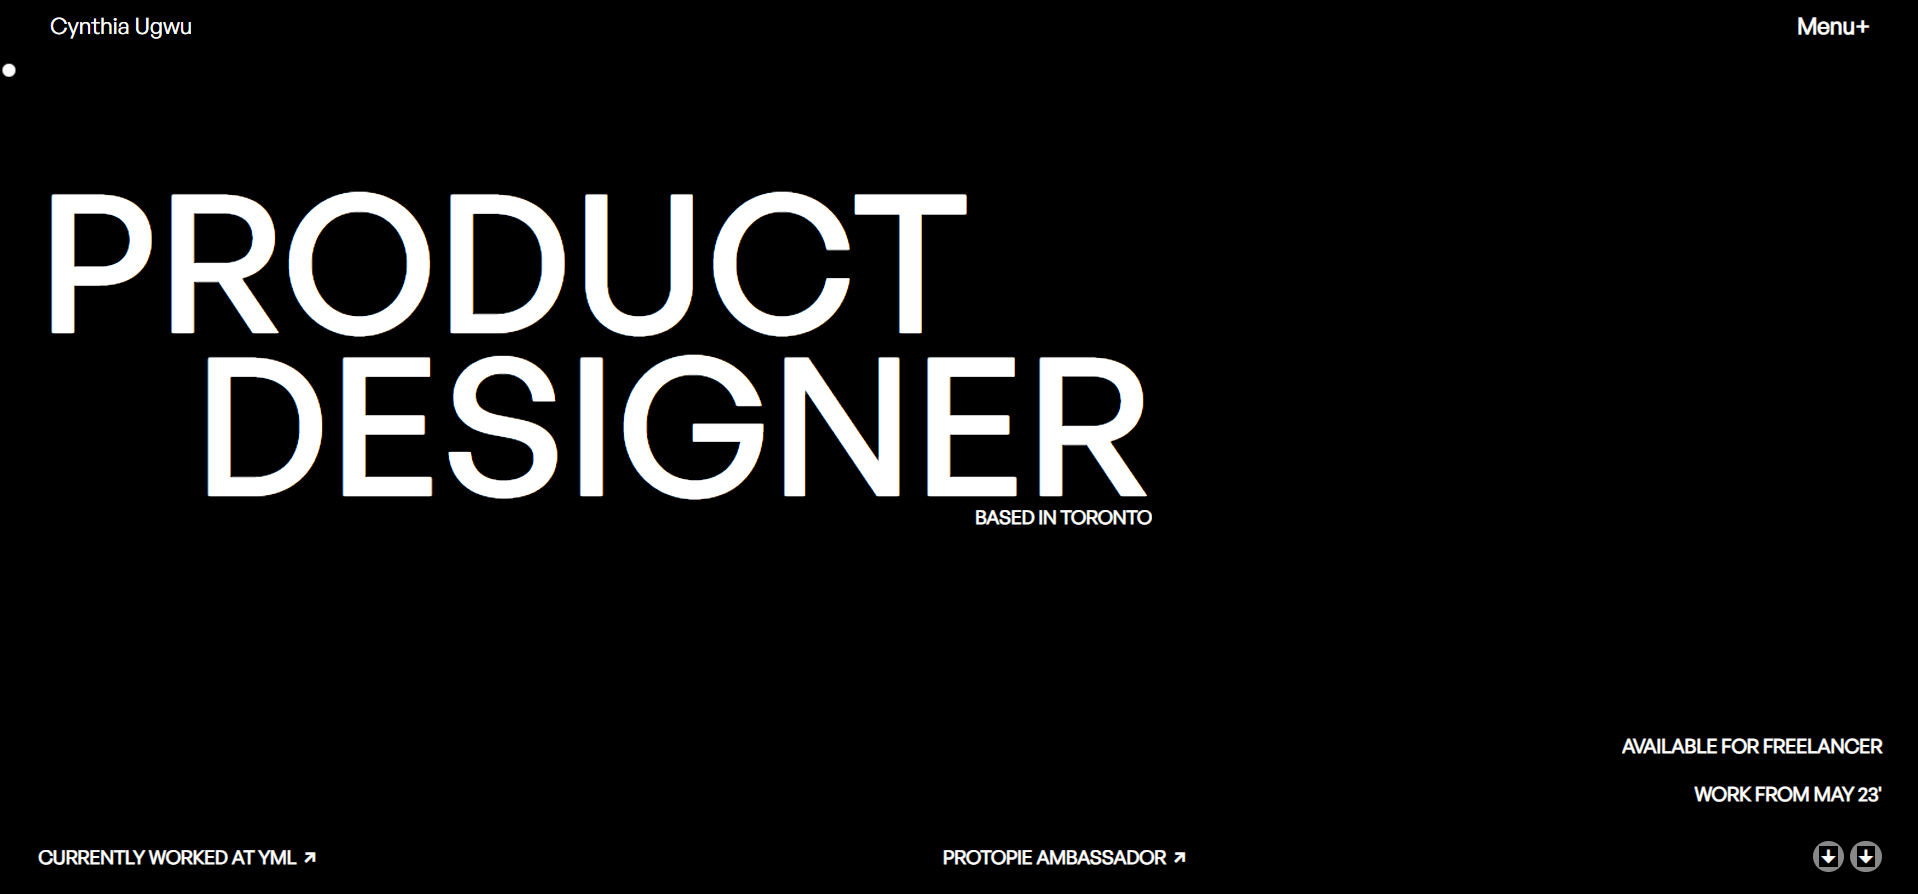 Cynthia Ugwu
Menu+
PRODUCT
DESIGNER
BASED IN TORONTO
AVAILABLE FOR FREELANCER
WORK FROM MAY 23'
CURRENTLY WORKED AT YML
PROTOPIE AMBASSADOR